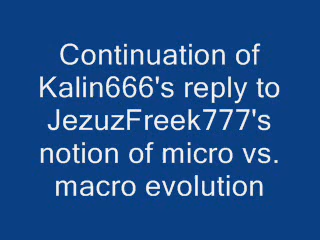 Continuation of
Kalin666's reply to
JezuzFreek777's
notion of micro vs.
macro evolution